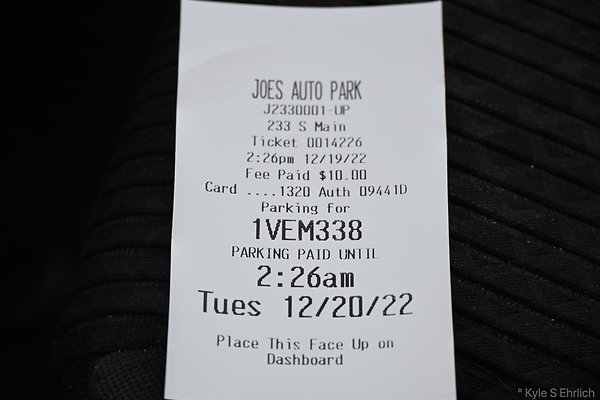 JOES AUTO PARK
J2330001-UP
233 S Main
Ticket 0014226
2:26pm 12/19/22
Fee Paid $10.00
Card ....1320 Auth 09441D
Parking for
1VEM338
PARKING PAID UNTIL
2:26am
Tues 12/20/22
Place This Face Up on
Dashboard
° Kyle S Ehrlich